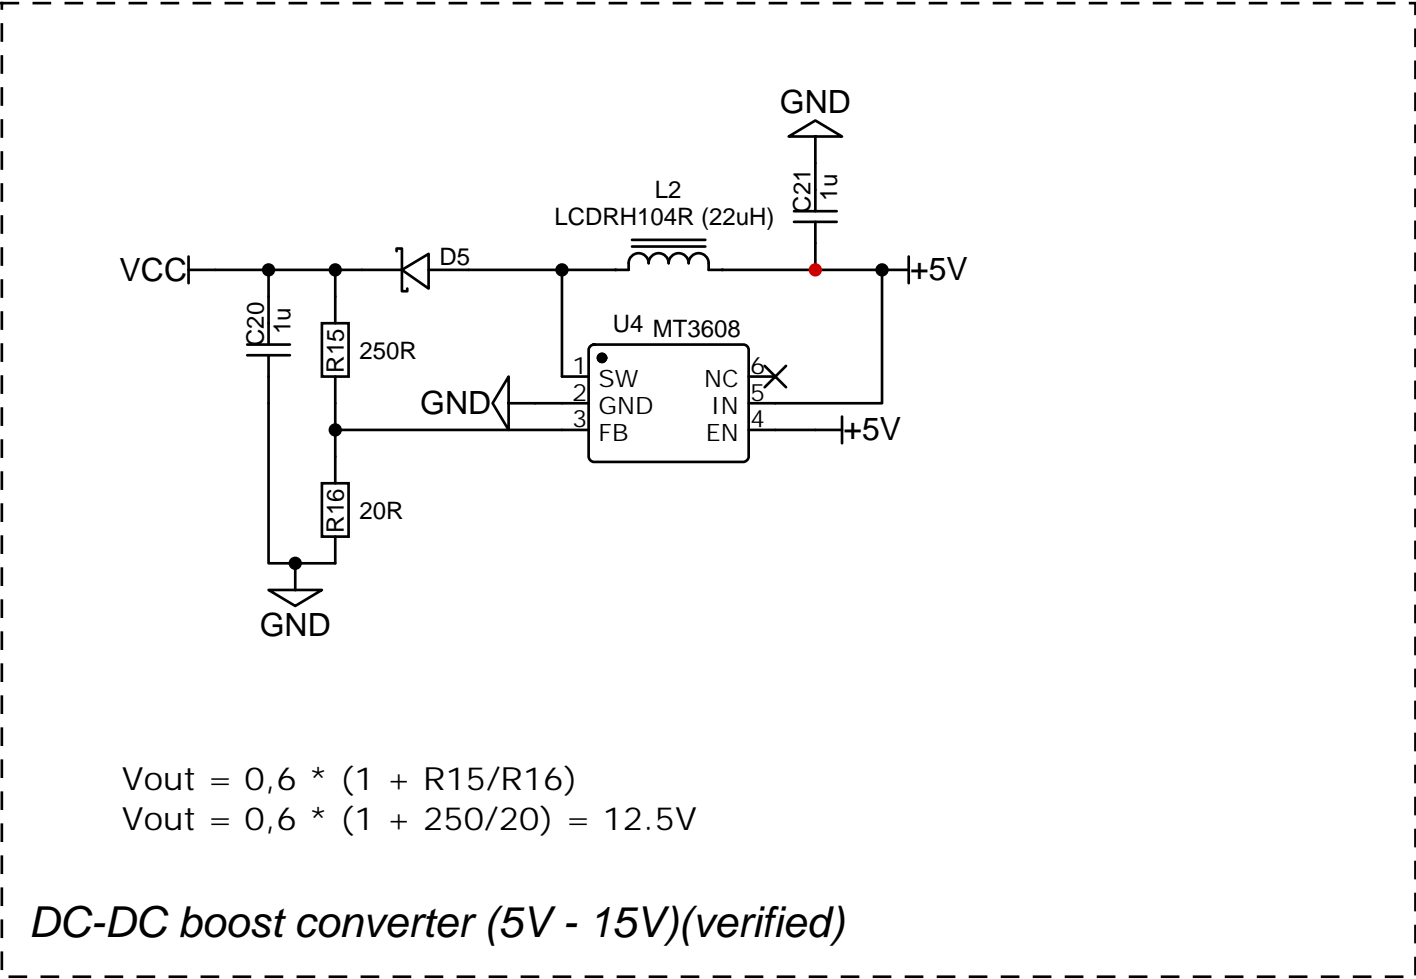 GND
C21
1u
L2
LCDRH104R (22uH)
VCC
D5
+5V
C20
1u
R15
250R
U4 MT3608
1
SW
NC
6
GND
2
GND
IN
5
3
FB
EN
4
+5V
R16
20R
GND
Vout = 0,6 * (1 + R15/R16)
Vout = 0,6 * (1 + 250/20) = 12.5V
DC-DC boost converter (5V - 15V)(verified)